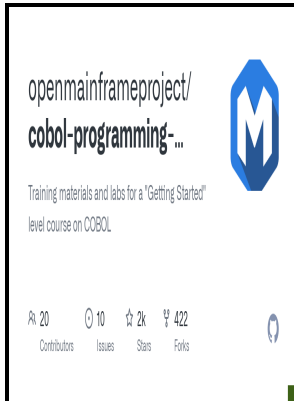 openmainframeproject/
cobol-programming-...
Training materials and labs for a "Getting Started"
level course on COBOL
20 10 2k 422
Contributors Issues Stars Forks